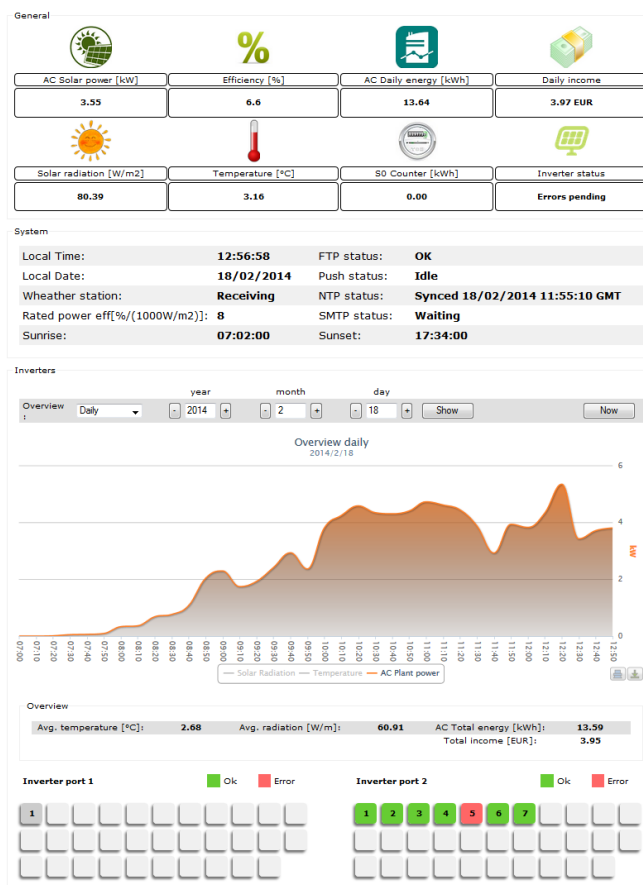 General
AC Solar power [kW] Efficiency [%] AC Daily energy [kWh] Daily income
3.55 6.6 13.64 3.97 EUR
Solar radiation [W/m2] Temperature [°C] S0 Counter [kWh] Inverter status
80.39 3.16 0.00 Errors pending
System
Local Time: 12:56:58 FTP status: OK
Local Date: 18/02/2014 Push status: Idle
Wheather station: Receiving NTP status: Synced 18/02/2014 11:55:10 GMT
Rated power eff[%/(1000W/m2)]: 8 SMTP status: Waiting
Sunrise: 07:02:00 Sunset: 17:34:00
Inverters
year month day
Overview : Daily - 2014 + - 2 + - 18 + Show Now
Overview daily
2014/2/18
6
4
kW
2
0
07:00 07:10 07:20 07:30 07:40 07:50 08:00 08:10 08:20 08:30 08:40 08:50 09:00 09:10 09:20 09:30 09:40 09:50 10:00 10:10 10:20 10:30 10:40 10:50 11:00 11:10 11:20 11:30 11:40 11:50 12:00 12:10 12:20 12:30 12:40 12:50
Solar Radiation Temperature AC Plant power
Overview
Avg. temperature [°C]: 2.68 Avg. radiation [W/m]: 60.91 AC Total energy [kWh]: 13.59
Total income [EUR]: 3.95
Inverter port 1 Ok Error Inverter port 2 Ok Error
1 1 2 3 4 5 6 7